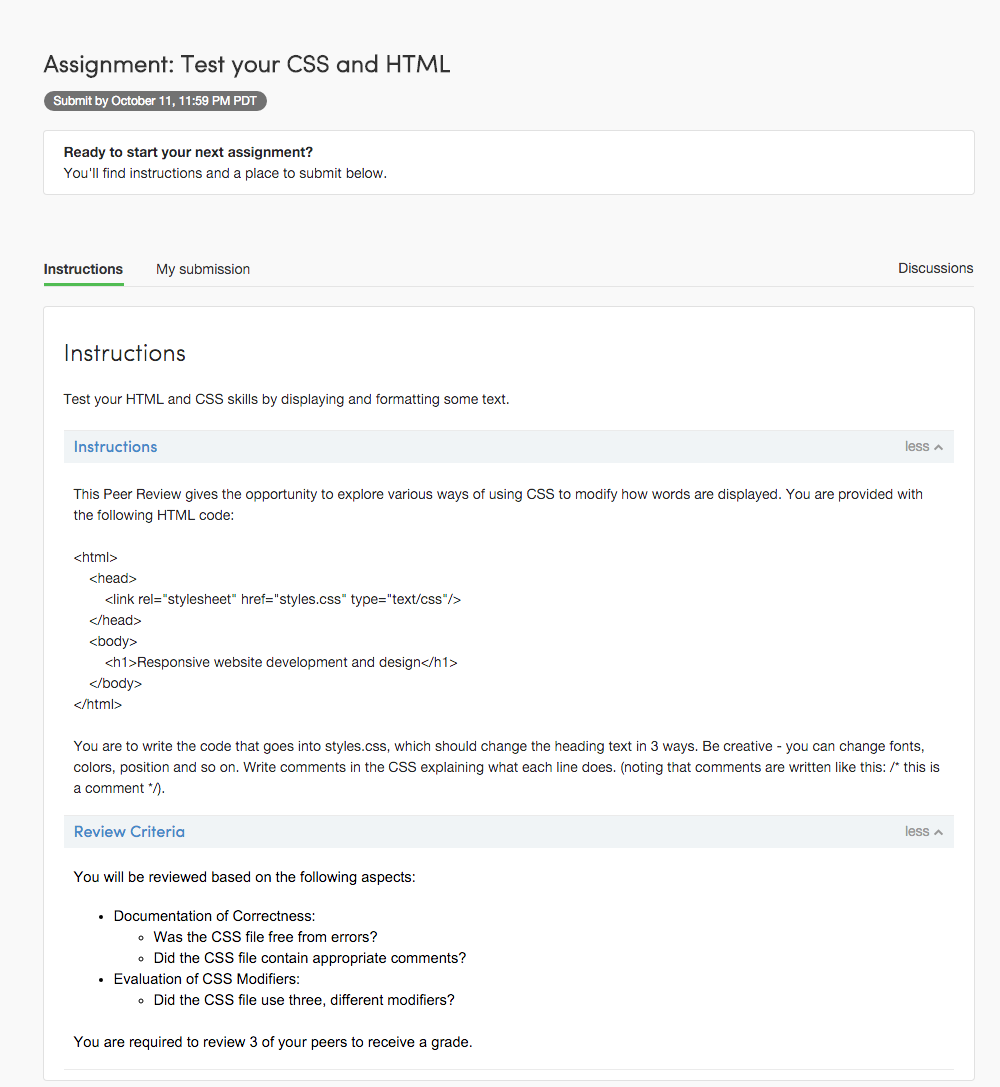 Assignment: Test your CSS and HTML
Submit by October 11, 11:59 PM PDT
Ready to start your next assignment?
You'll find instructions and a place to submit below.
Instructions My submission Discussions
Instructions
Test your HTML and CSS skills by displaying and formatting some text.
Instructions less
This Peer Review gives the opportunity to explore various ways of using CSS to modify how words are displayed. You are provided with
the following HTML code:
<html>
<head>
<link rel="stylesheet" href="styles.css" type="text/css"/>
</head>
<body>
<h1>Responsive website development and design</h1>
</body>
</html>
You are to write the code that goes into styles.css, which should change the heading text in 3 ways. Be creative - you can change fonts,
colors, position and so on. Write comments in the CSS explaining what each line does. (noting that comments are written like this: /* this is
a comment */).
Review Criteria less
You will be reviewed based on the following aspects:
• Documentation of Correctness:
◦ Was the CSS file free from errors?
◦ Did the CSS file contain appropriate comments?
• Evaluation of CSS Modifiers:
◦ Did the CSS file use three, different modifiers?
You are required to review 3 of your peers to receive a grade.